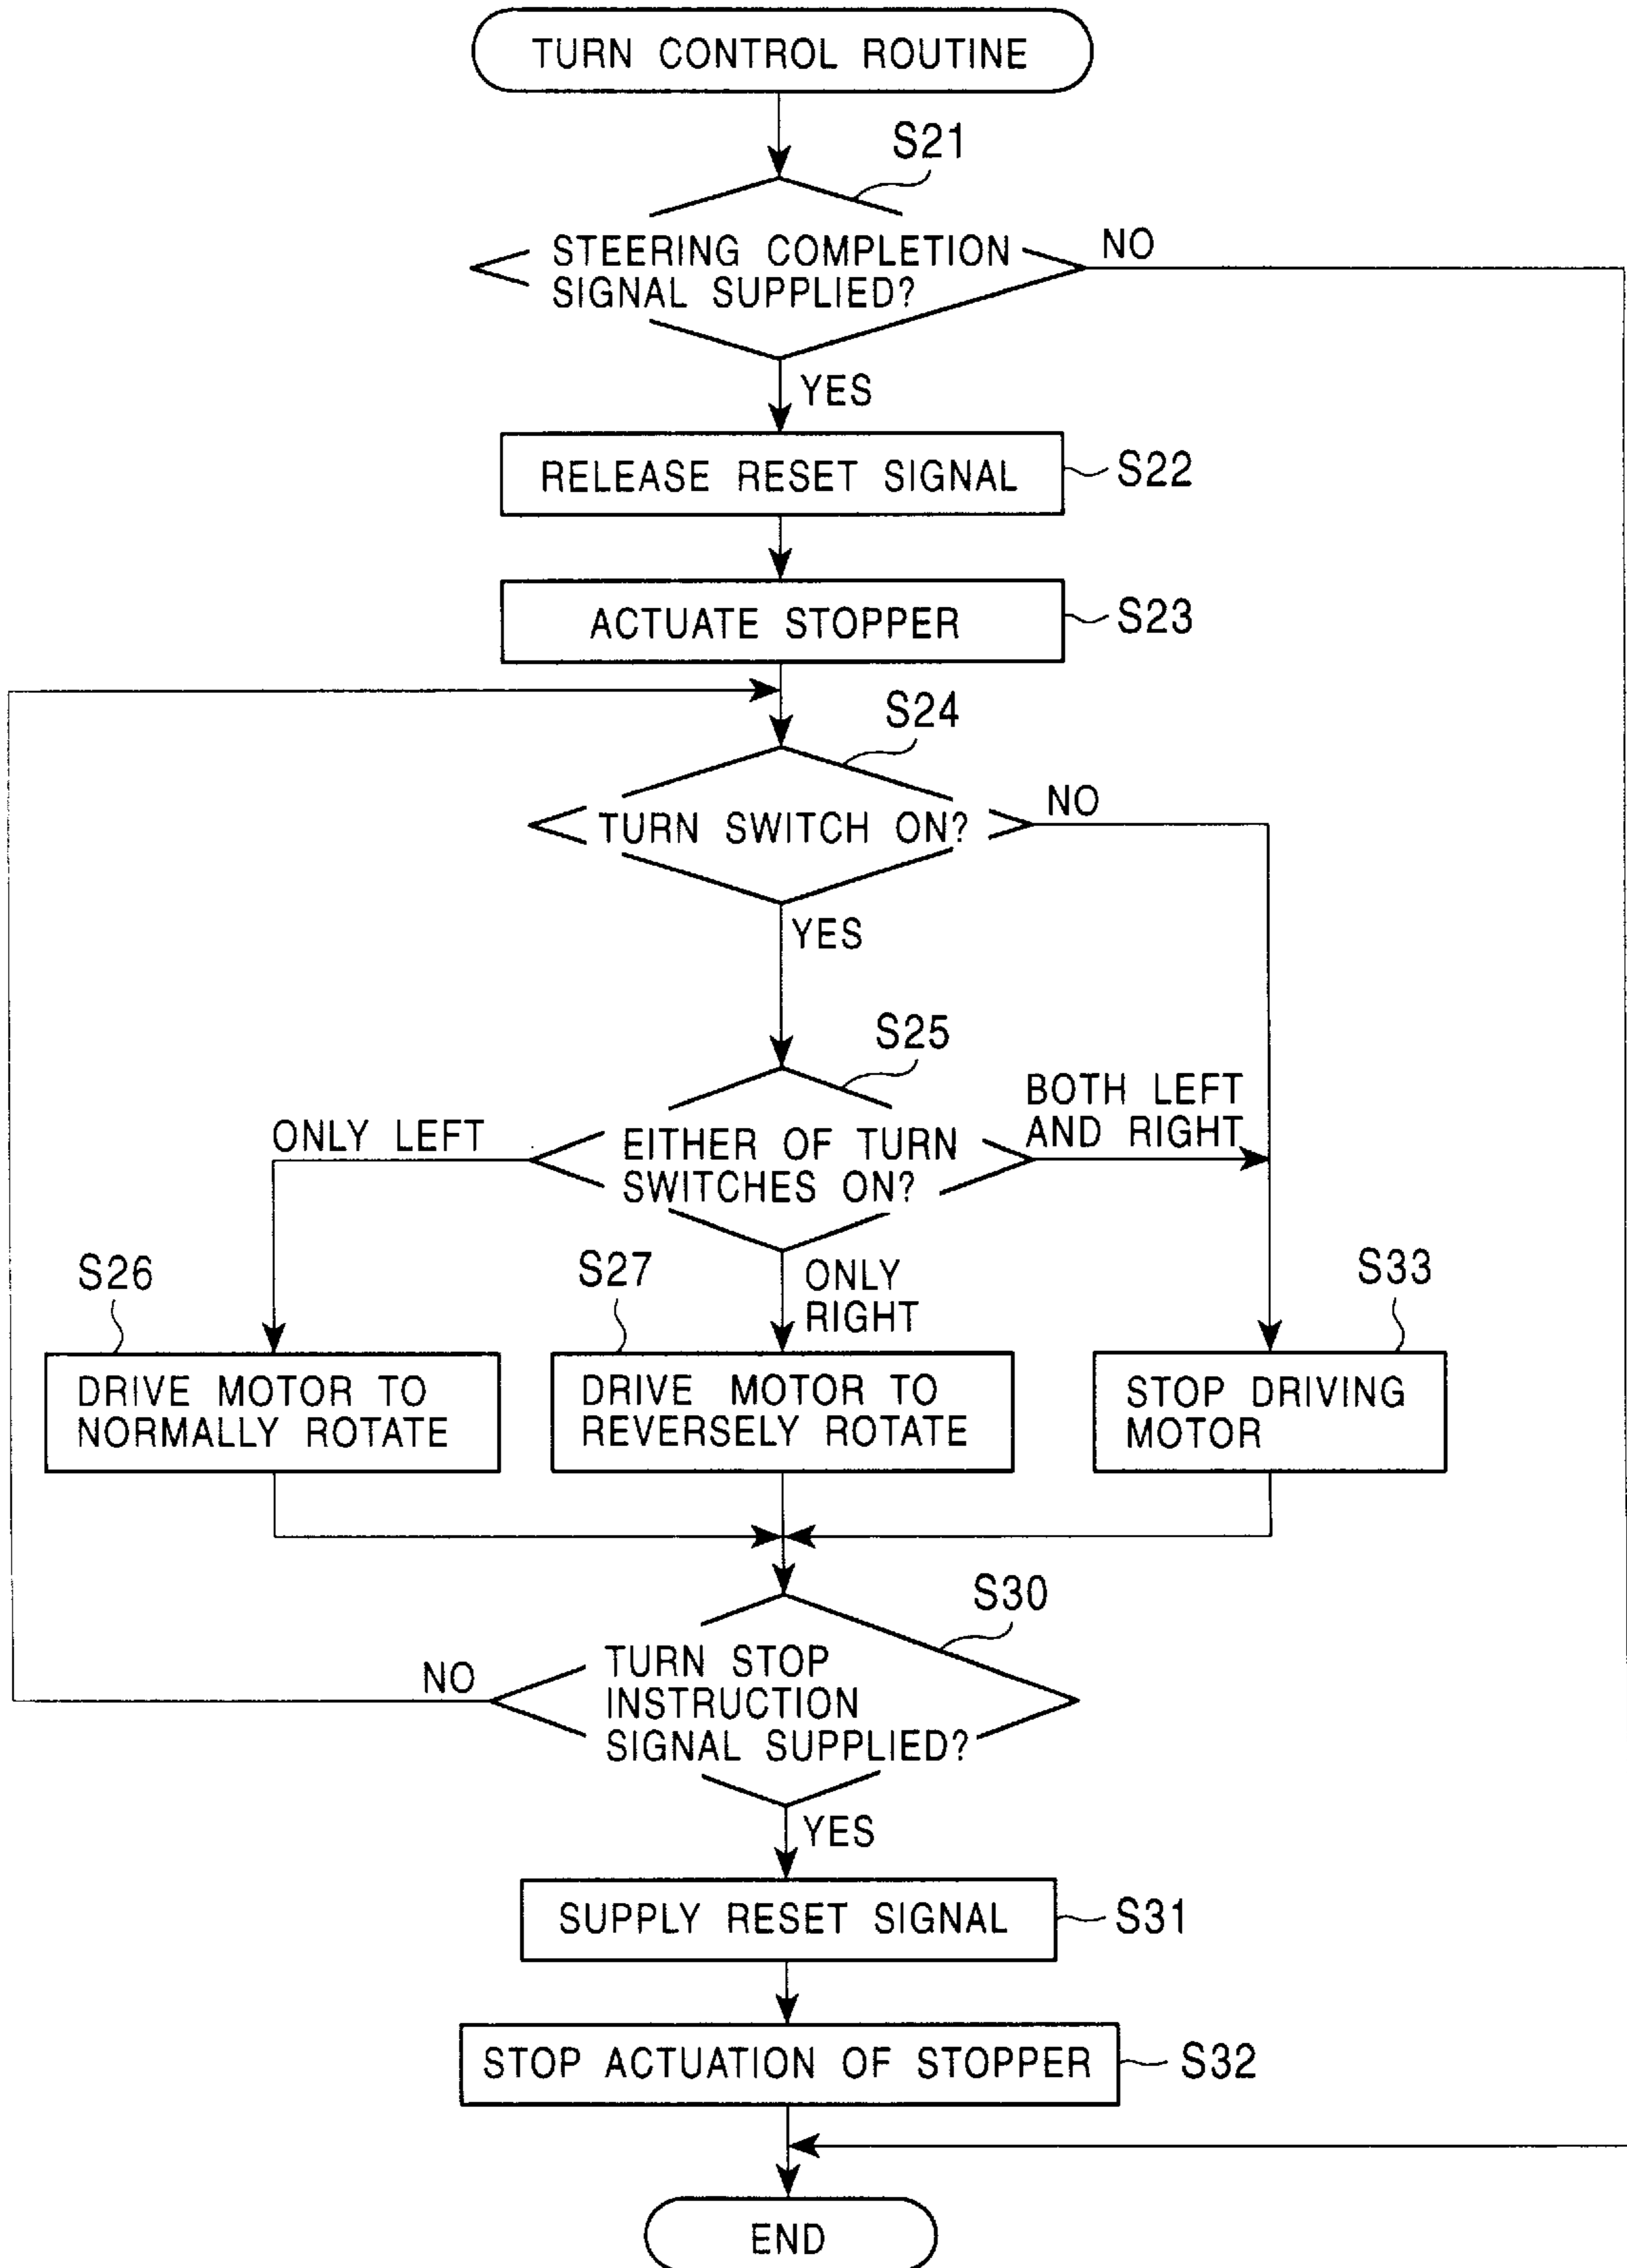 TURN CONTROL ROUTINE
S21
STEERING COMPLETION
SIGNAL SUPPLIED?
NO
YES
RELEASE RESET SIGNAL
S22
ACTUATE STOPPER
S23
S24
TURN SWITCH ON?
NO
YES
S25
EITHER OF TURN
SWITCHES ON?
ONLY LEFT
BOTH LEFT
AND RIGHT
ONLY
RIGHT
S26
DRIVE MOTOR TO
NORMALLY ROTATE
S27
DRIVE MOTOR TO
REVERSELY ROTATE
S33
STOP DRIVING
MOTOR
S30
TURN STOP
INSTRUCTION
SIGNAL SUPPLIED?
NO
YES
SUPPLY RESET SIGNAL
S31
STOP ACTUATION OF STOPPER
S32
END